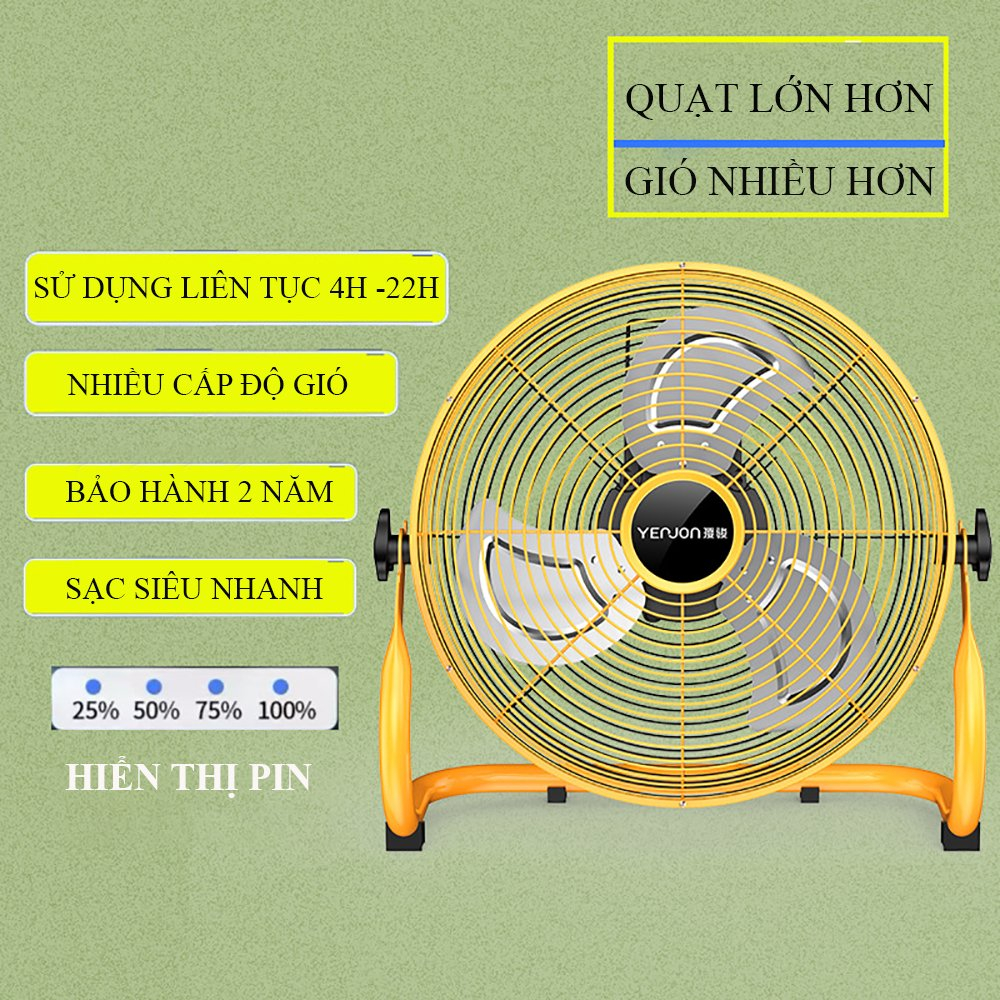 QUẠT LỚN HƠN
GIÓ NHIỀU HƠN
SỬ DỤNG LIÊN TỤC 4H -22H
NHIỀU CẤP ĐỘ GIÓ
BẢO HÀNH 2 NĂM
SẠC SIÊU NHANH
25% 50% 75% 100%
HIỂN THỊ PIN
YENJON